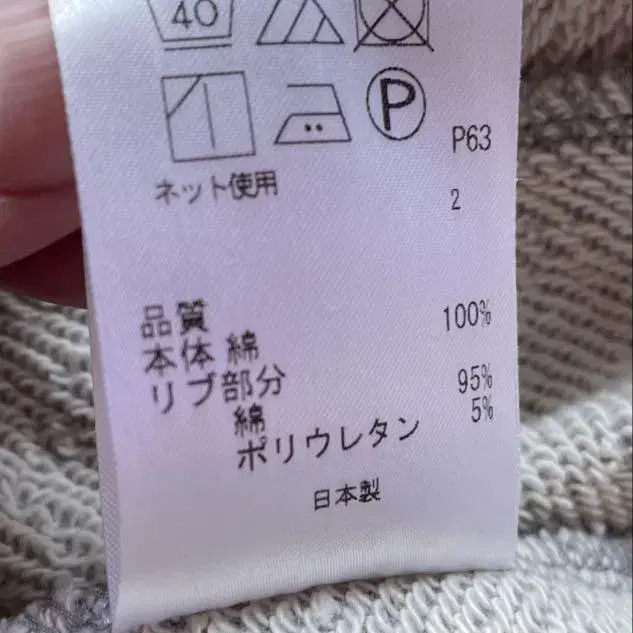 40
P
P63
ネット使用
2
品質
本体 綿 100%
リブ部分
綿 95%
ポリウレタン 5%
日本製